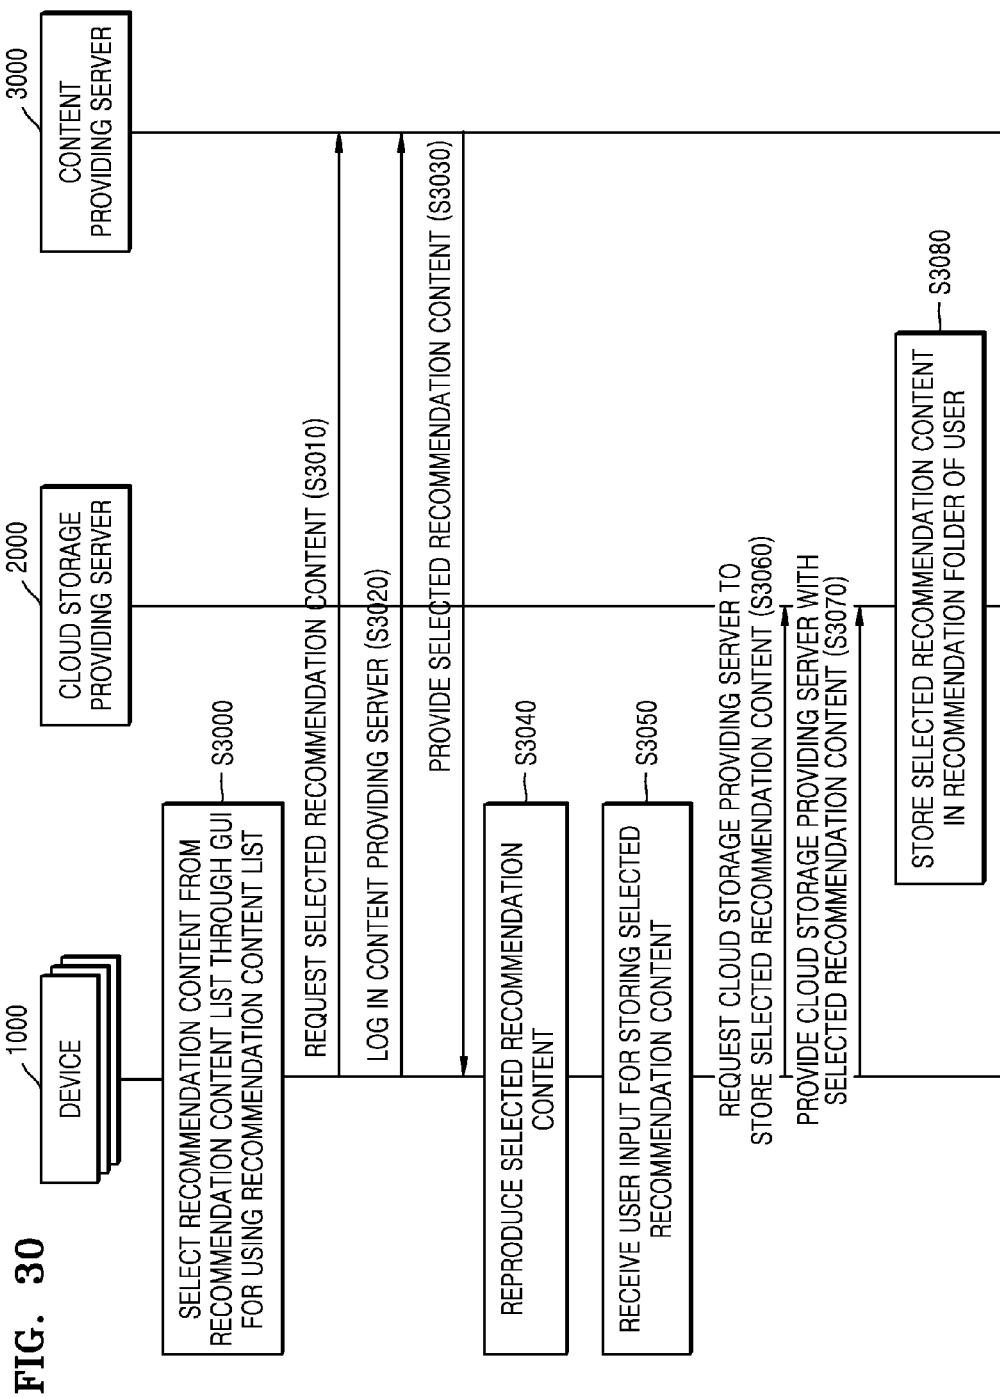 FIG. 30
1000
DEVICE
2000
CLOUD STORAGE
PROVIDING SERVER
3000
CONTENT
PROVIDING SERVER
SELECT RECOMMENDATION CONTENT FROM
RECOMMENDATION CONTENT LIST THROUGH GUI
FOR USING RECOMMENDATION CONTENT LIST
S3000
REQUEST SELECTED RECOMMENDATION CONTENT (S3010)
LOG IN CONTENT PROVIDING SERVER (S3020)
PROVIDE SELECTED RECOMMENDATION CONTENT (S3030)
REPRODUCE SELECTED RECOMMENDATION
CONTENT
S3040
RECEIVE USER INPUT FOR STORING SELECTED
RECOMMENDATION CONTENT
S3050
REQUEST CLOUD STORAGE PROVIDING SERVER TO
STORE SELECTED RECOMMENDATION CONTENT (S3060)
PROVIDE CLOUD STORAGE PROVIDING SERVER WITH
SELECTED RECOMMENDATION CONTENT (S3070)
STORE SELECTED RECOMMENDATION CONTENT
IN RECOMMENDATION FOLDER OF USER
S3080